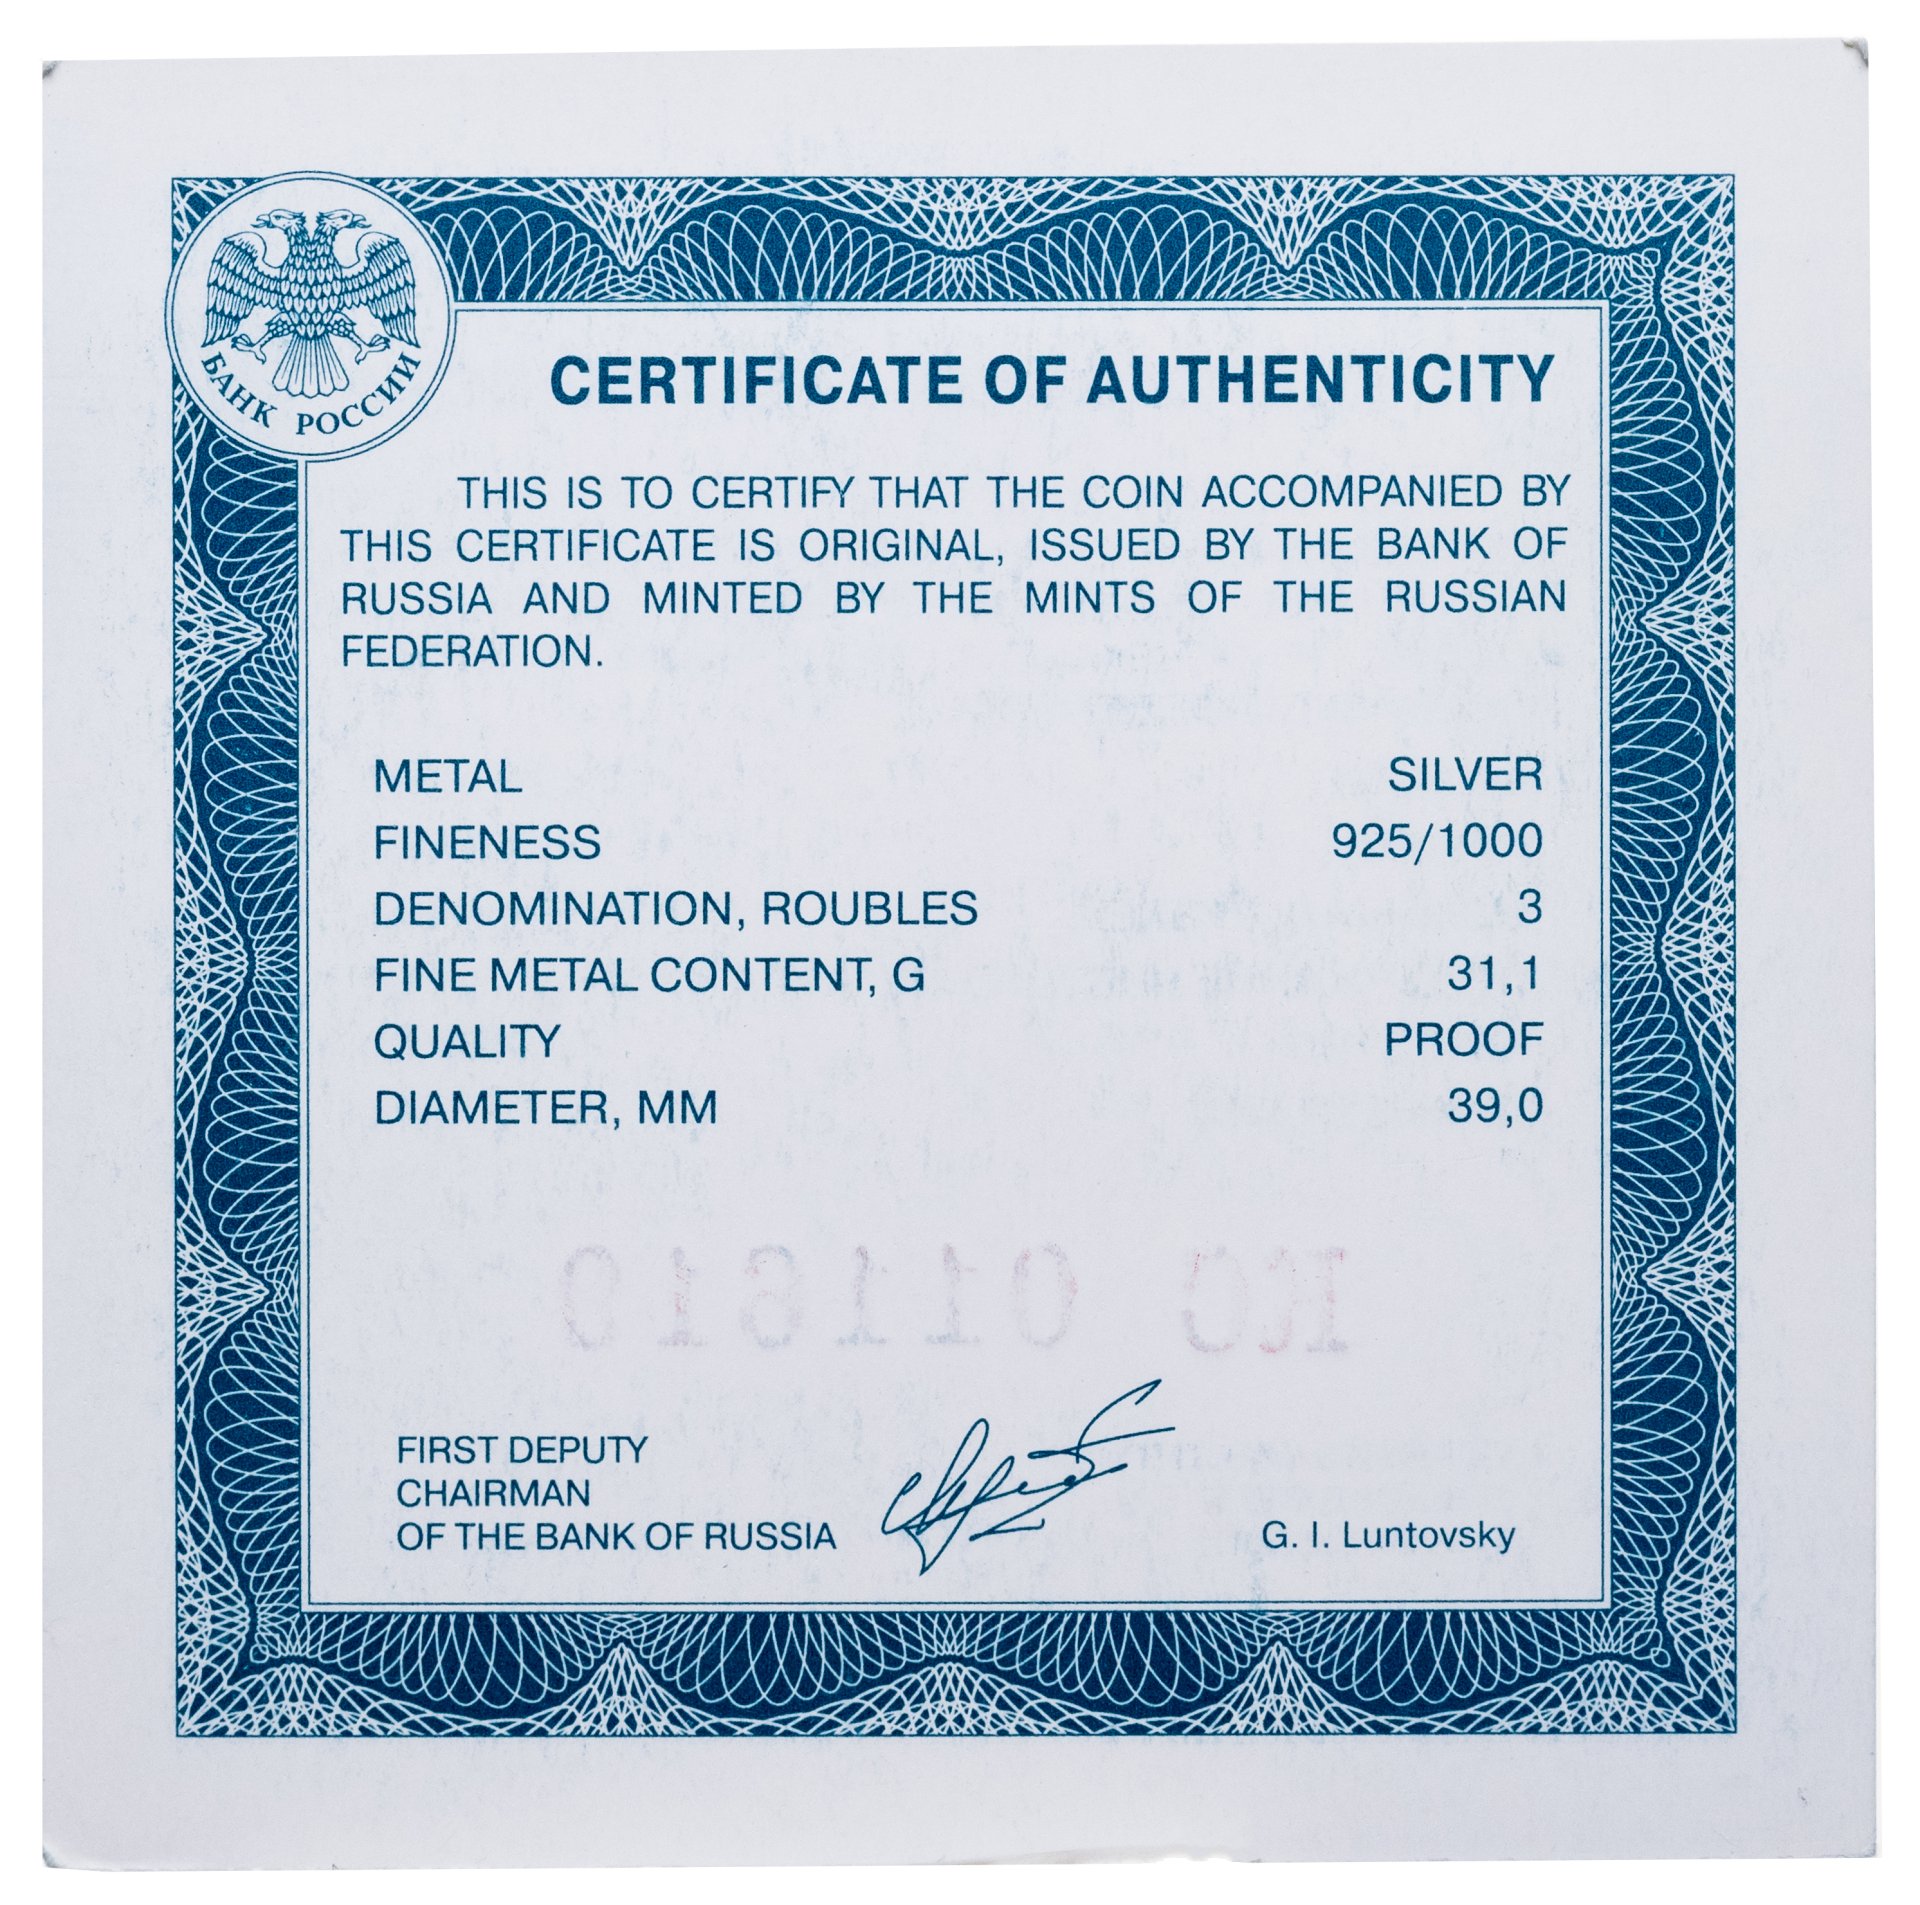 БАНК РОССИИ
CERTIFICATE OF AUTHENTICITY
THIS IS TO CERTIFY THAT THE COIN ACCOMPANIED BY
THIS CERTIFICATE IS ORIGINAL, ISSUED BY THE BANK OF
RUSSIA AND MINTED BY THE MINTS OF THE RUSSIAN
FEDERATION.
METAL SILVER
FINENESS 925/1000
DENOMINATION, ROUBLES 3
FINE METAL CONTENT, G 31,1
QUALITY PROOF
DIAMETER, MM 39,0
FIRST DEPUTY
CHAIRMAN
OF THE BANK OF RUSSIA G. I. Luntovsky